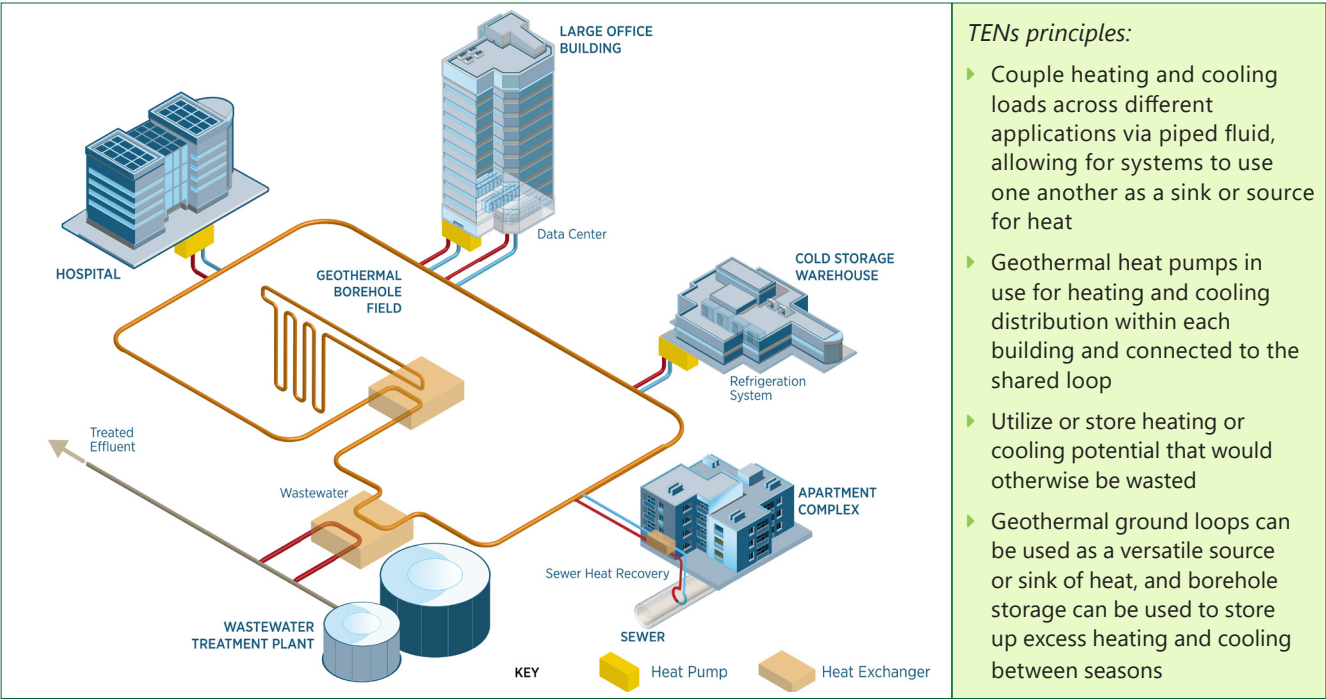 LARGE OFFICE
BUILDING
Data Center
HOSPITAL
GEOTHERMAL
BOREHOLE
FIELD
COLD STORAGE
WAREHOUSE
Refrigeration
System
Treated
Effluent
Wastewater
APARTMENT
COMPLEX
Sewer Heat Recovery
SEWER
WASTEWATER
TREATMENT PLANT
KEY
Heat Pump
Heat Exchanger
TENs principles:
Couple heating and cooling
loads across different
applications via piped fluid,
allowing for systems to use
one another as a sink or source
for heat
Geothermal heat pumps in
use for heating and cooling
distribution within each
building and connected to the
shared loop
Utilize or store heating or
cooling potential that would
otherwise be wasted
Geothermal ground loops can
be used as a versatile source
or sink of heat, and borehole
storage can be used to store
up excess heating and cooling
between seasons